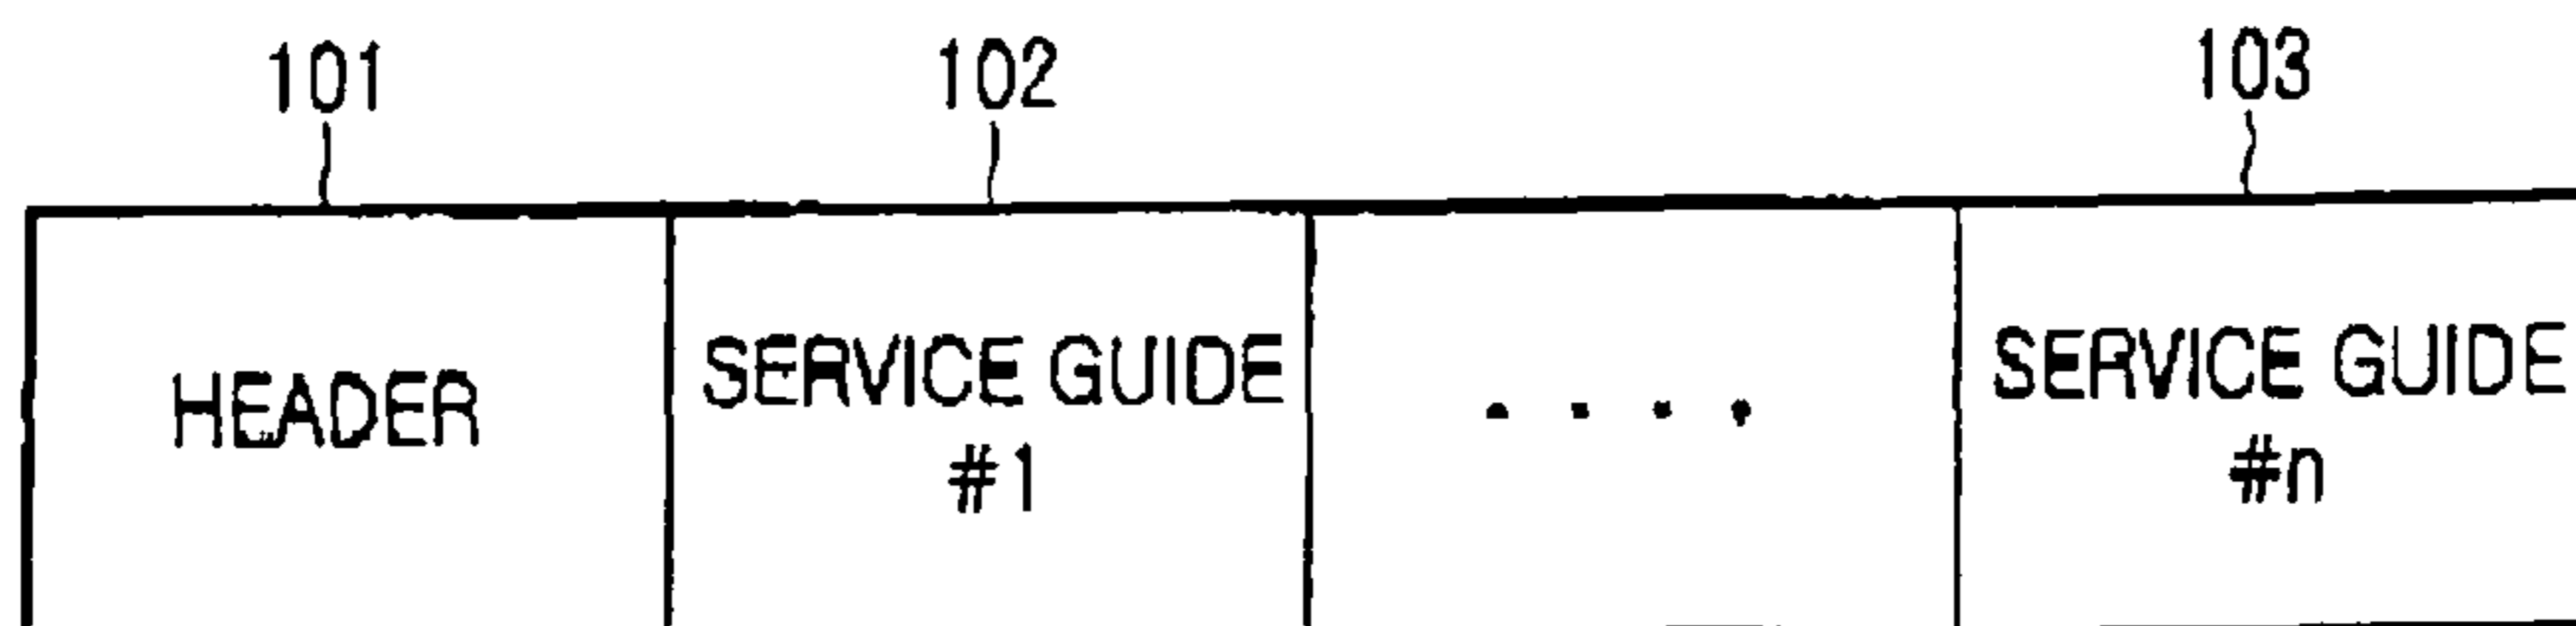 101 102 103
HEADER
SERVICE GUIDE
#1
. . . .
SERVICE GUIDE
#n